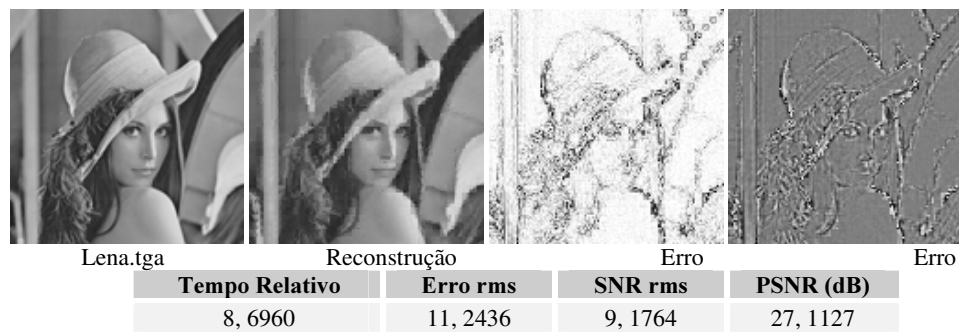 Lena.tga Reconstrução Erro Erro
Tempo Relativo Erro rms SNR rms PSNR (dB)
8, 6960 11, 2436 9, 1764 27, 1127